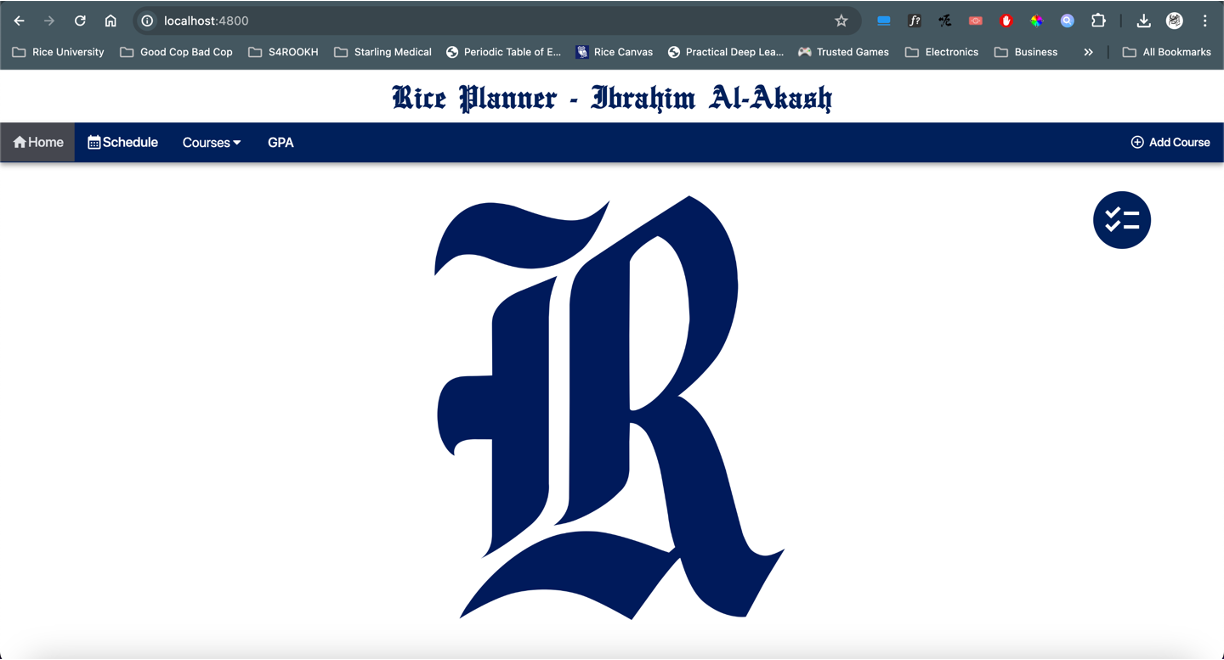 localhost:4800
Rice University Good Cop Bad Cop S4ROOKH Starling Medical Periodic Table of E... Rice Canvas Practical Deep Lea... Trusted Games Electronics Business » All Bookmarks
Rice Planner - Ibrahim Al-Akash
Home Schedule Courses GPA Add Course
R